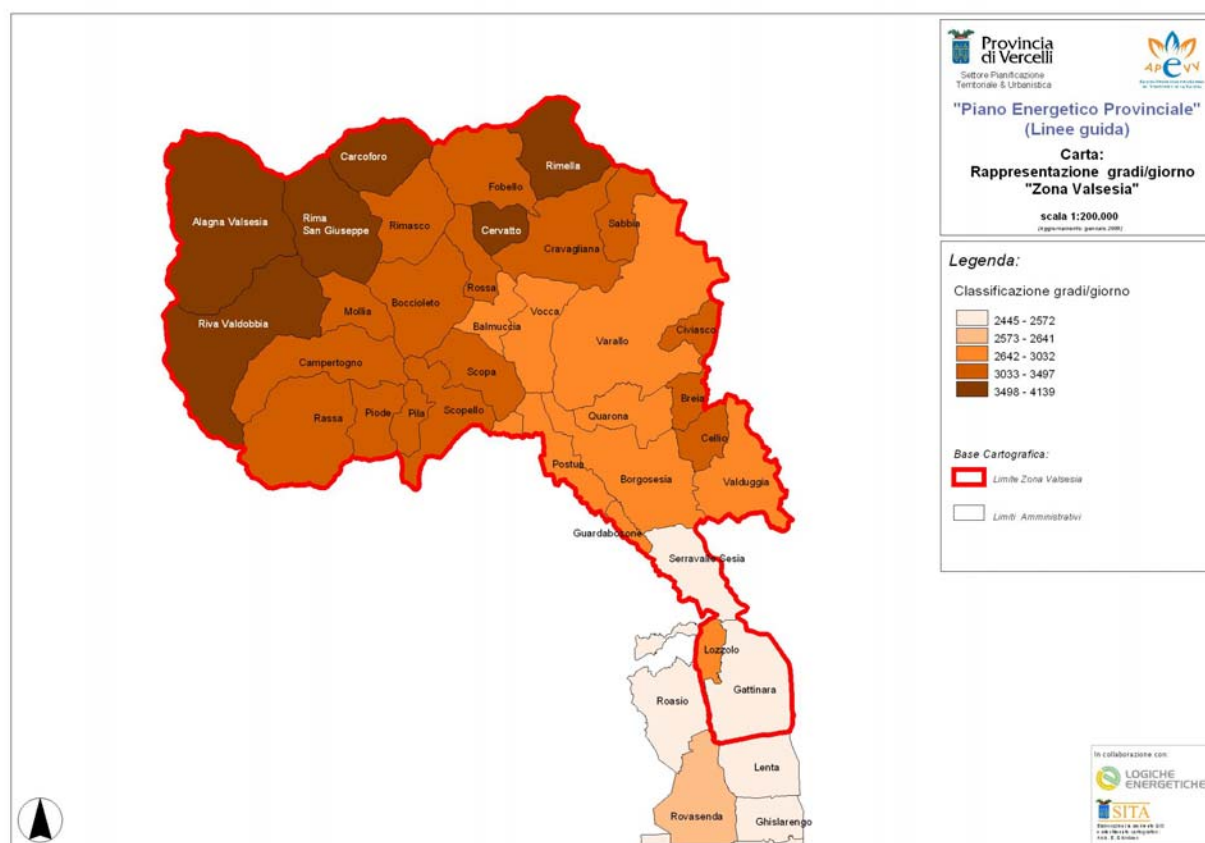 Provincia
di Vercelli
Settore Pianificazione
Territoriale & Urbanistica
APEVV
"Piano Energetico Provinciale"
(Linee guida)
Carta:
Rappresentazione gradi/giorno
"Zona Valsesia"
scala 1:200.000
Legenda:
Classificazione gradi/giorno
2445 - 2572
2573 - 2641
2642 - 3032
3033 - 3497
3498 - 4139
Base Cartografica:
Limite Zona Valsesia
Limiti Amministrativi
Carcoforo
Rimella
Fobello
Alagna Valsesia
Rima
San Giuseppe
Rimasco
Cervatto
Sabbia
Cravagliana
Rossa
Boccioleto
Mollia
Vocca
Riva Valdobbia
Balmuccia
Civiasco
Varallo
Campertogno
Scopa
Breia
Rassa
Piode
Pila
Scopello
Quarona
Cellio
Postua
Borgosesia
Valduggia
Guardabosone
Serravalle Sesia
Lozzolo
Gattinara
Roasio
Lenta
Rovasenda
Ghislarengo
In collaborazione con:
LOGICHE
ENERGETICHE
SITA